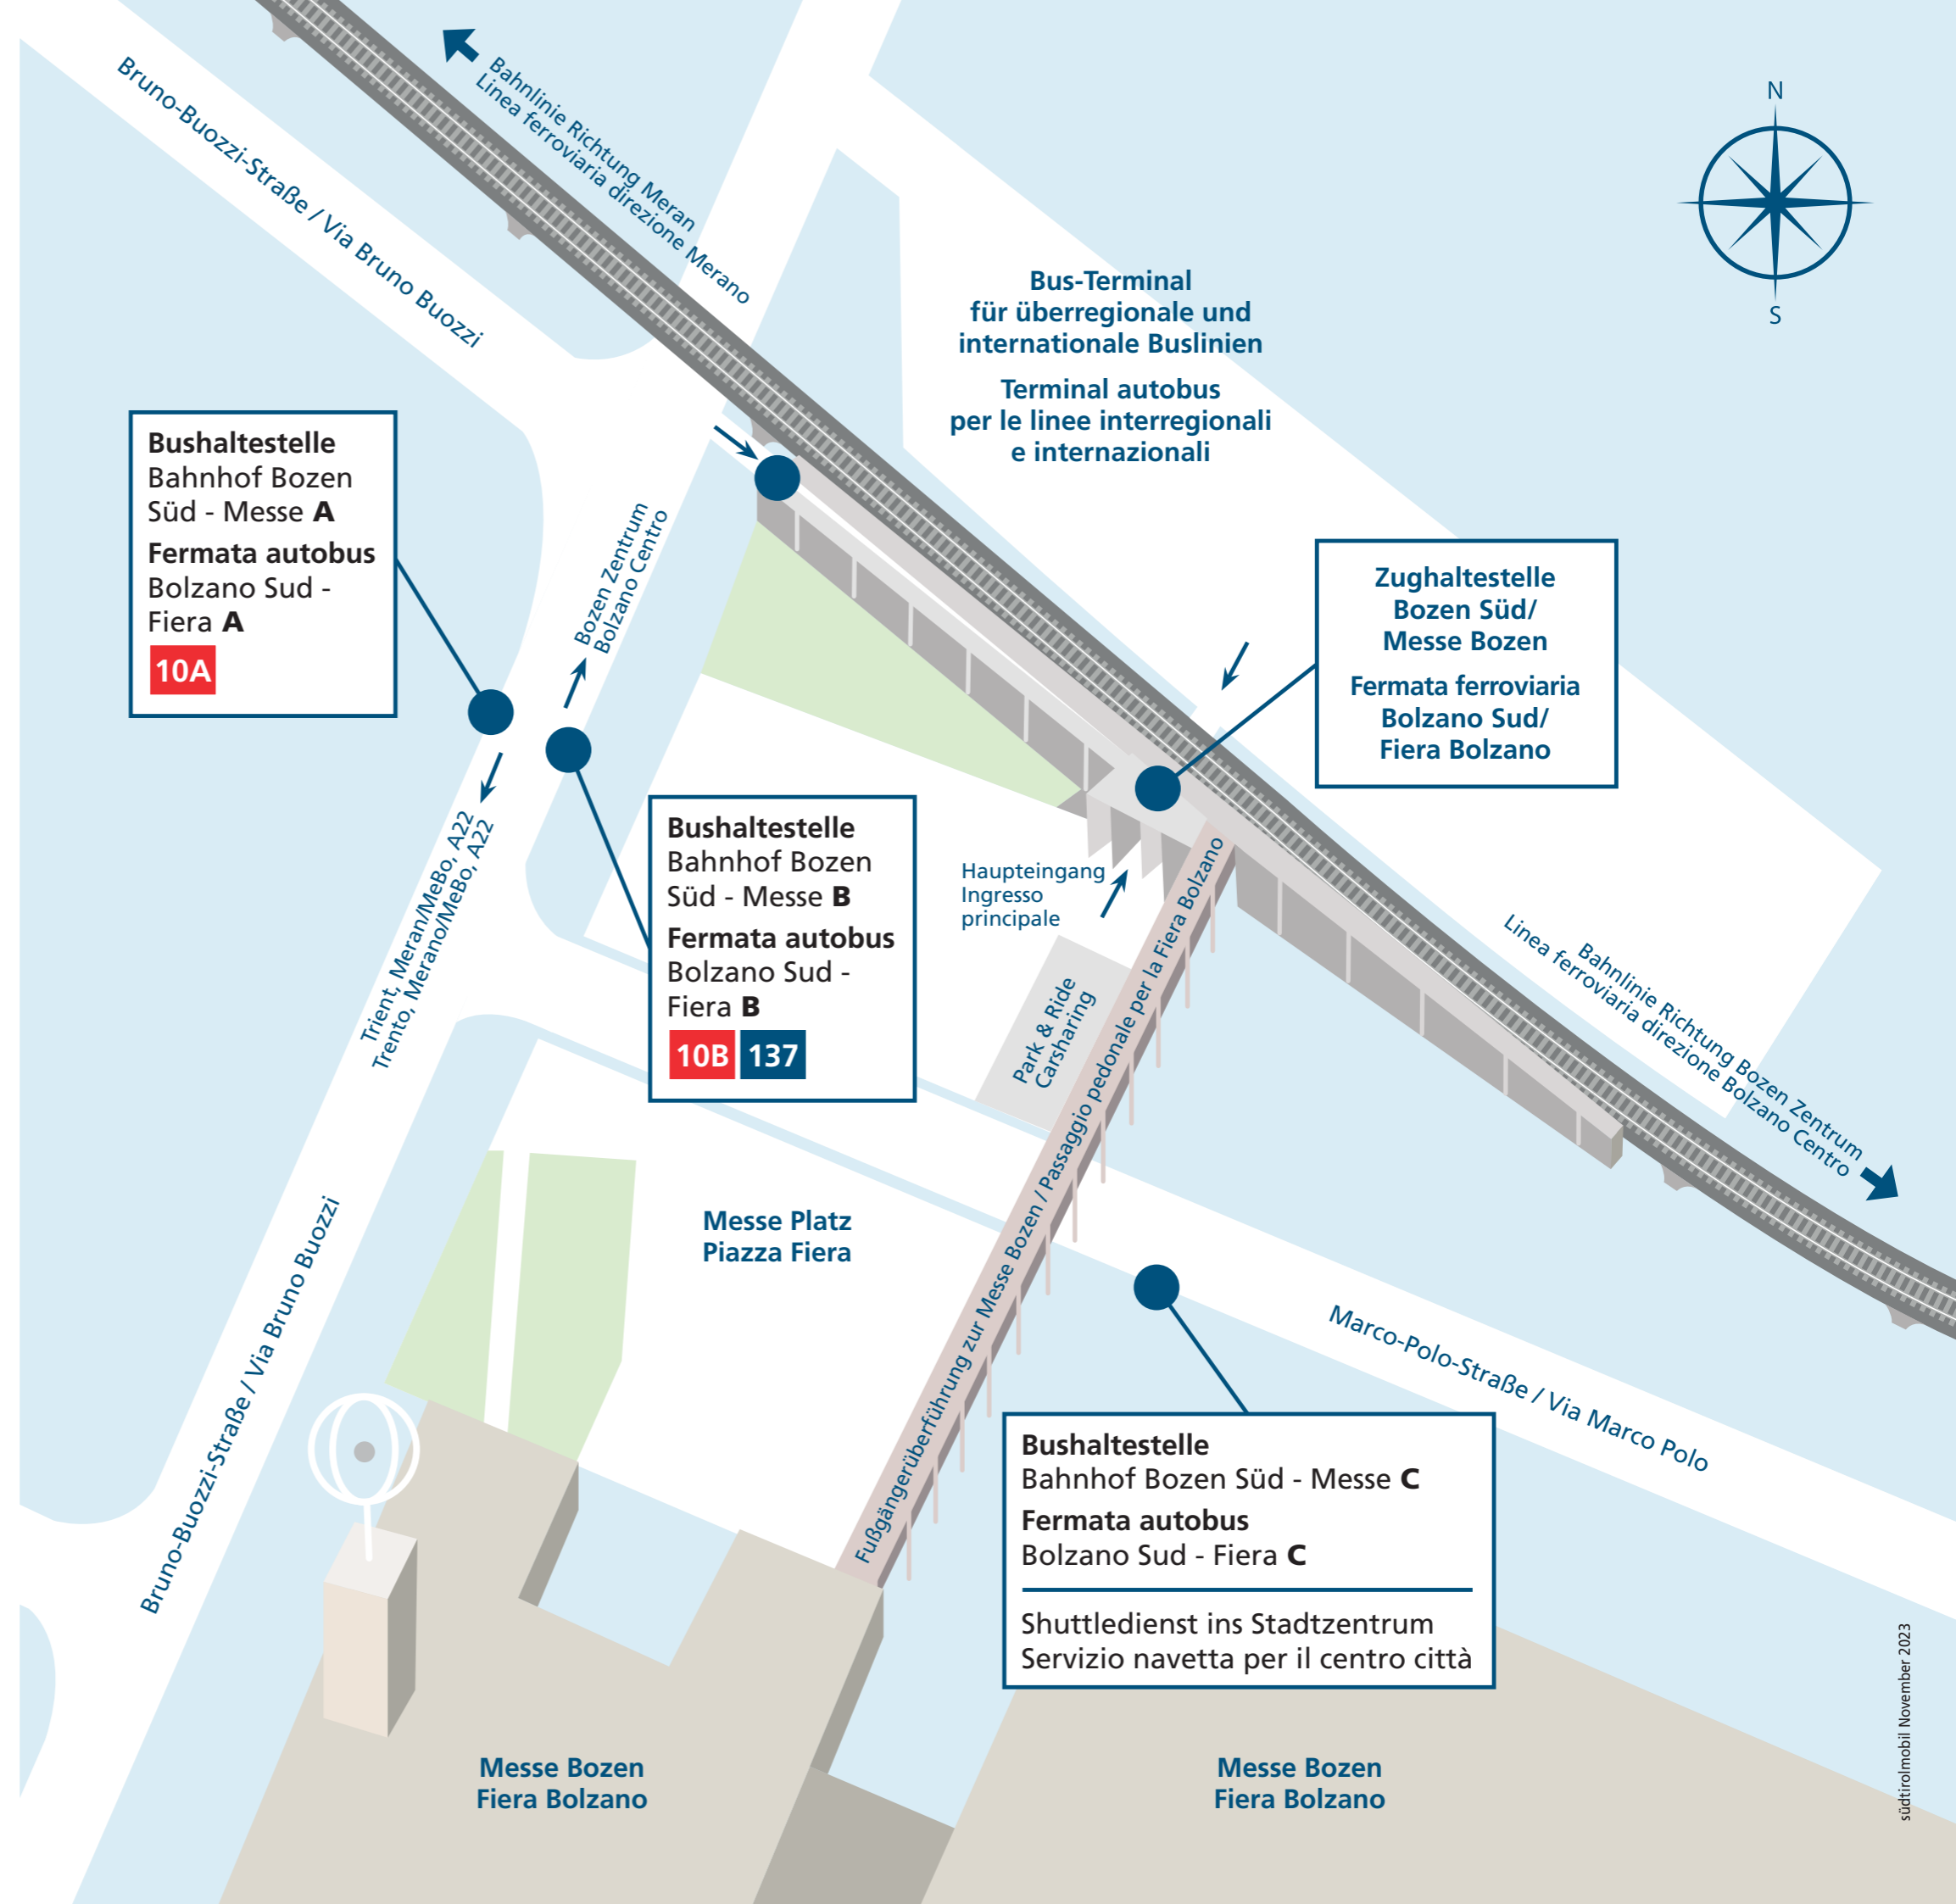 Bruno-Buozzi-Straße / Via Bruno Buozzi
Bahnlinie Richtung Meran
Linea ferroviaria direzione Merano
N
S
Bus-Terminal
für überregionale und
internationale Buslinien
Terminal autobus
per le linee interregionali
e internazionali
Bushaltestelle
Bahnhof Bozen
Süd - Messe A
Fermata autobus
Bolzano Sud -
Fiera A
10A
Bozen Zentrum
Bolzano Centro
Zughaltestelle
Bozen Süd/
Messe Bozen
Fermata ferroviaria
Bolzano Sud/
Fiera Bolzano
Trient, Meran/MeBo, A22
Trento, Merano/MeBo, A22
Bushaltestelle
Bahnhof Bozen
Süd - Messe B
Fermata autobus
Bolzano Sud -
Fiera B
10B 137
Haupteingang
Ingresso
principale
Park & Ride
Carsharing
Fußgängerüberführung zur Messe Bozen / Passaggio pedonale per la Fiera Bolzano
Bahnlinie Richtung Bozen Zentrum
Linea ferroviaria direzione Bolzano Centro
Messe Platz
Piazza Fiera
Bruno-Buozzi-Straße / Via Bruno Buozzi
Marco-Polo-Straße / Via Marco Polo
Bushaltestelle
Bahnhof Bozen Süd - Messe C
Fermata autobus
Bolzano Sud - Fiera C
Shuttledienst ins Stadtzentrum
Servizio navetta per il centro città
Messe Bozen
Fiera Bolzano
Messe Bozen
Fiera Bolzano
südtirolmobil November 2023